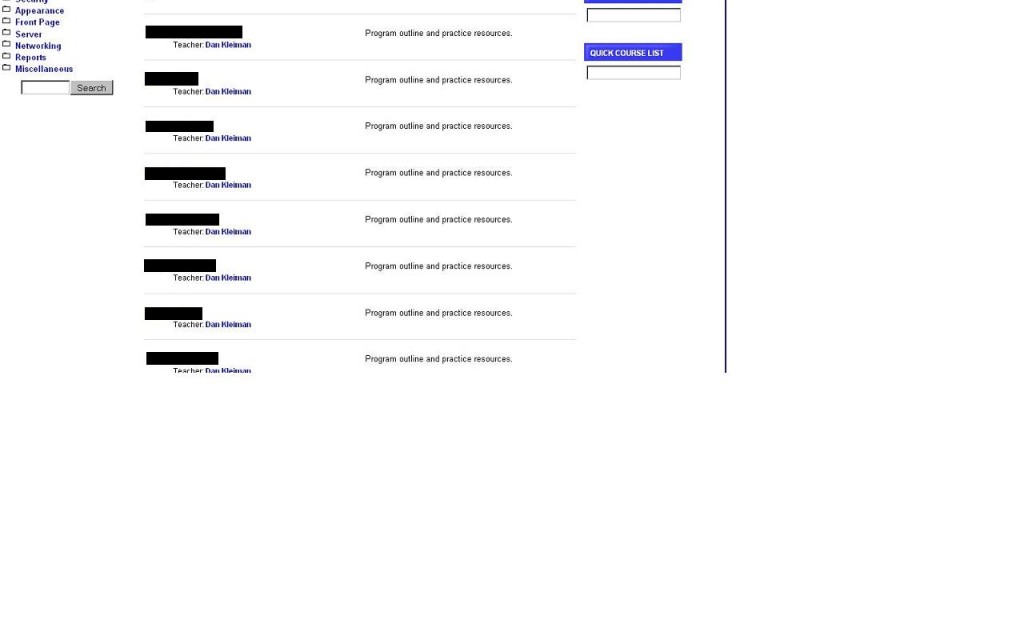 Security
Appearance
Front Page
Server
Networking
Reports
Miscellaneous
Search
Program outline and practice resources.
Teacher: Dan Kleiman
Program outline and practice resources.
Teacher: Dan Kleiman
Program outline and practice resources.
Teacher: Dan Kleiman
Program outline and practice resources.
Teacher: Dan Kleiman
Program outline and practice resources.
Teacher: Dan Kleiman
Program outline and practice resources.
Teacher: Dan Kleiman
Program outline and practice resources.
Teacher: Dan Kleiman
Program outline and practice resources.
Teacher: Dan Kleiman
QUICK COURSE LIST